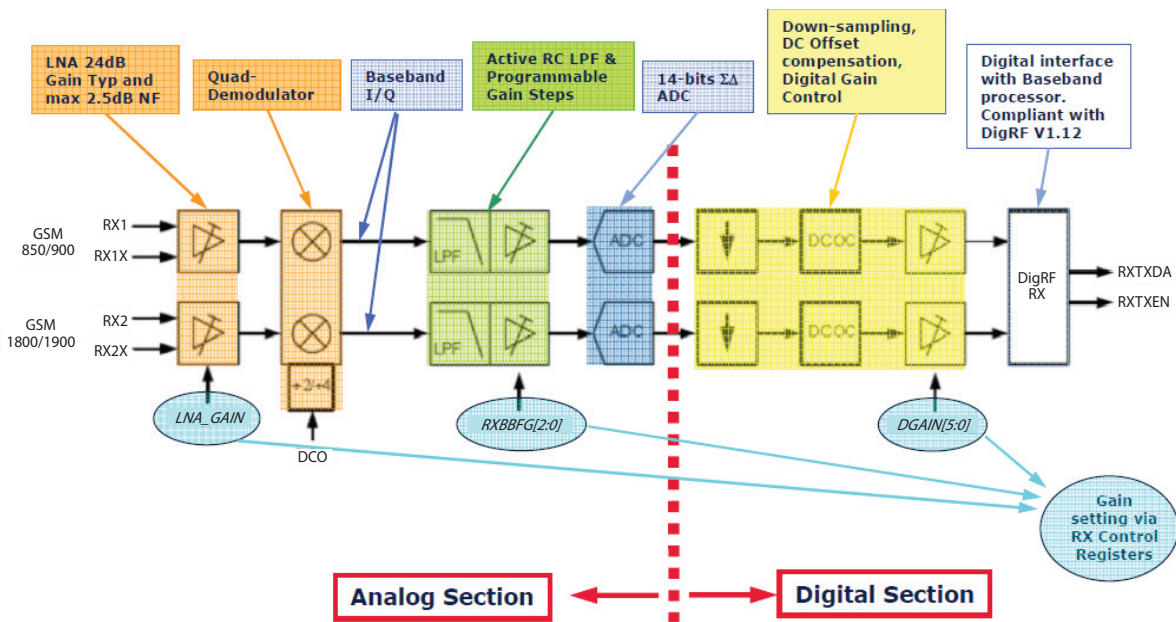 LNA 24dB
Gain Typ and
max 2.5dB NF
Quad-
Demodulator
Baseband
I/Q
Active RC LPF &
Programmable
Gain Steps
14-bits ΣΔ
ADC
Down-sampling,
DC Offset
compensation,
Digital Gain
Control
Digital interface
with Baseband
processor.
Compliant with
DigRF V1.12
GSM
850/900
RX1
RX1X
LPF
ADC
DCOC
DigRF
RX
RXTXDA
RXTXEN
GSM
1800/1900
RX2
RX2X
LPF
ADC
DCOC
÷2/÷4
LNA_GAIN
DCO
RXBBFG[2:0]
DGAIN[5:0]
Gain
setting via
RX Control
Registers
Analog Section
Digital Section